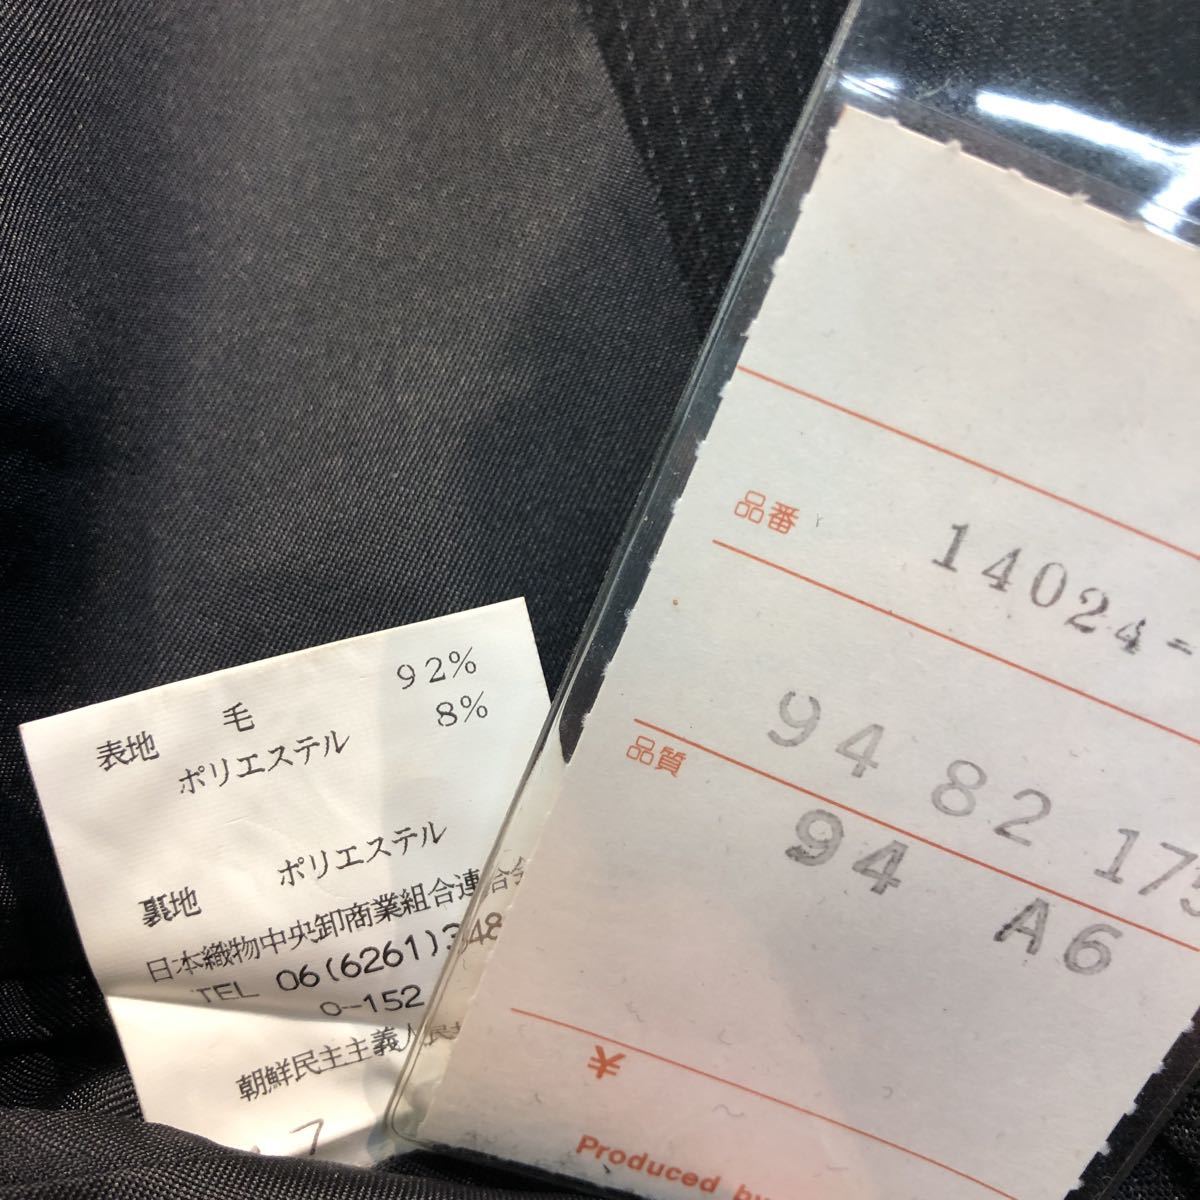 表地 毛 92%
ポリエステル 8%
裏地 ポリエステル
日本織物中央卸商業組合連合
TEL 06(6261)348
0-152
朝鮮民主主義人民
7
品番 14024-
94 82 175
品質
94 A6
¥
Produced by